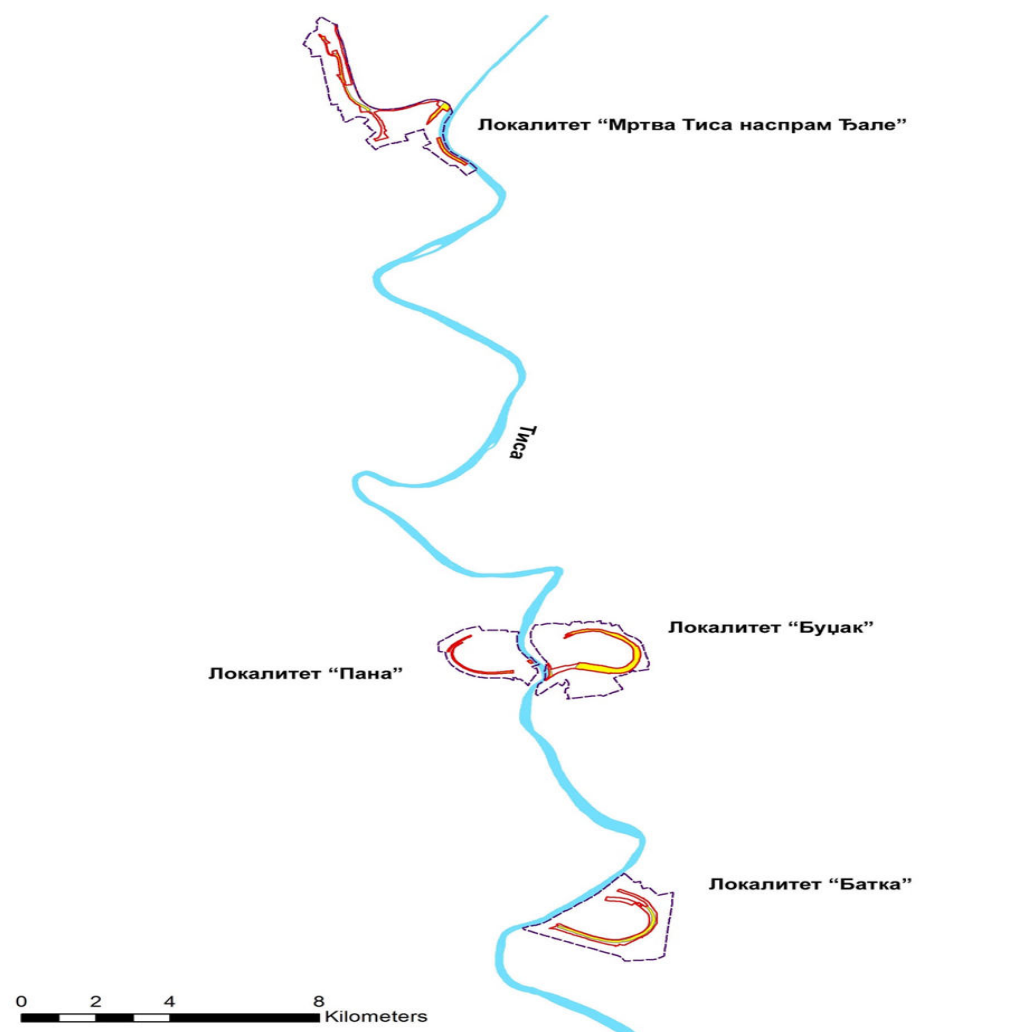 Локалитет “Мртва Тиса наспрам Ђале”
Тиса
Локалитет “Буџак”
Локалитет “Пана”
Локалитет “Батка”
0 2 4 8
Kilometers